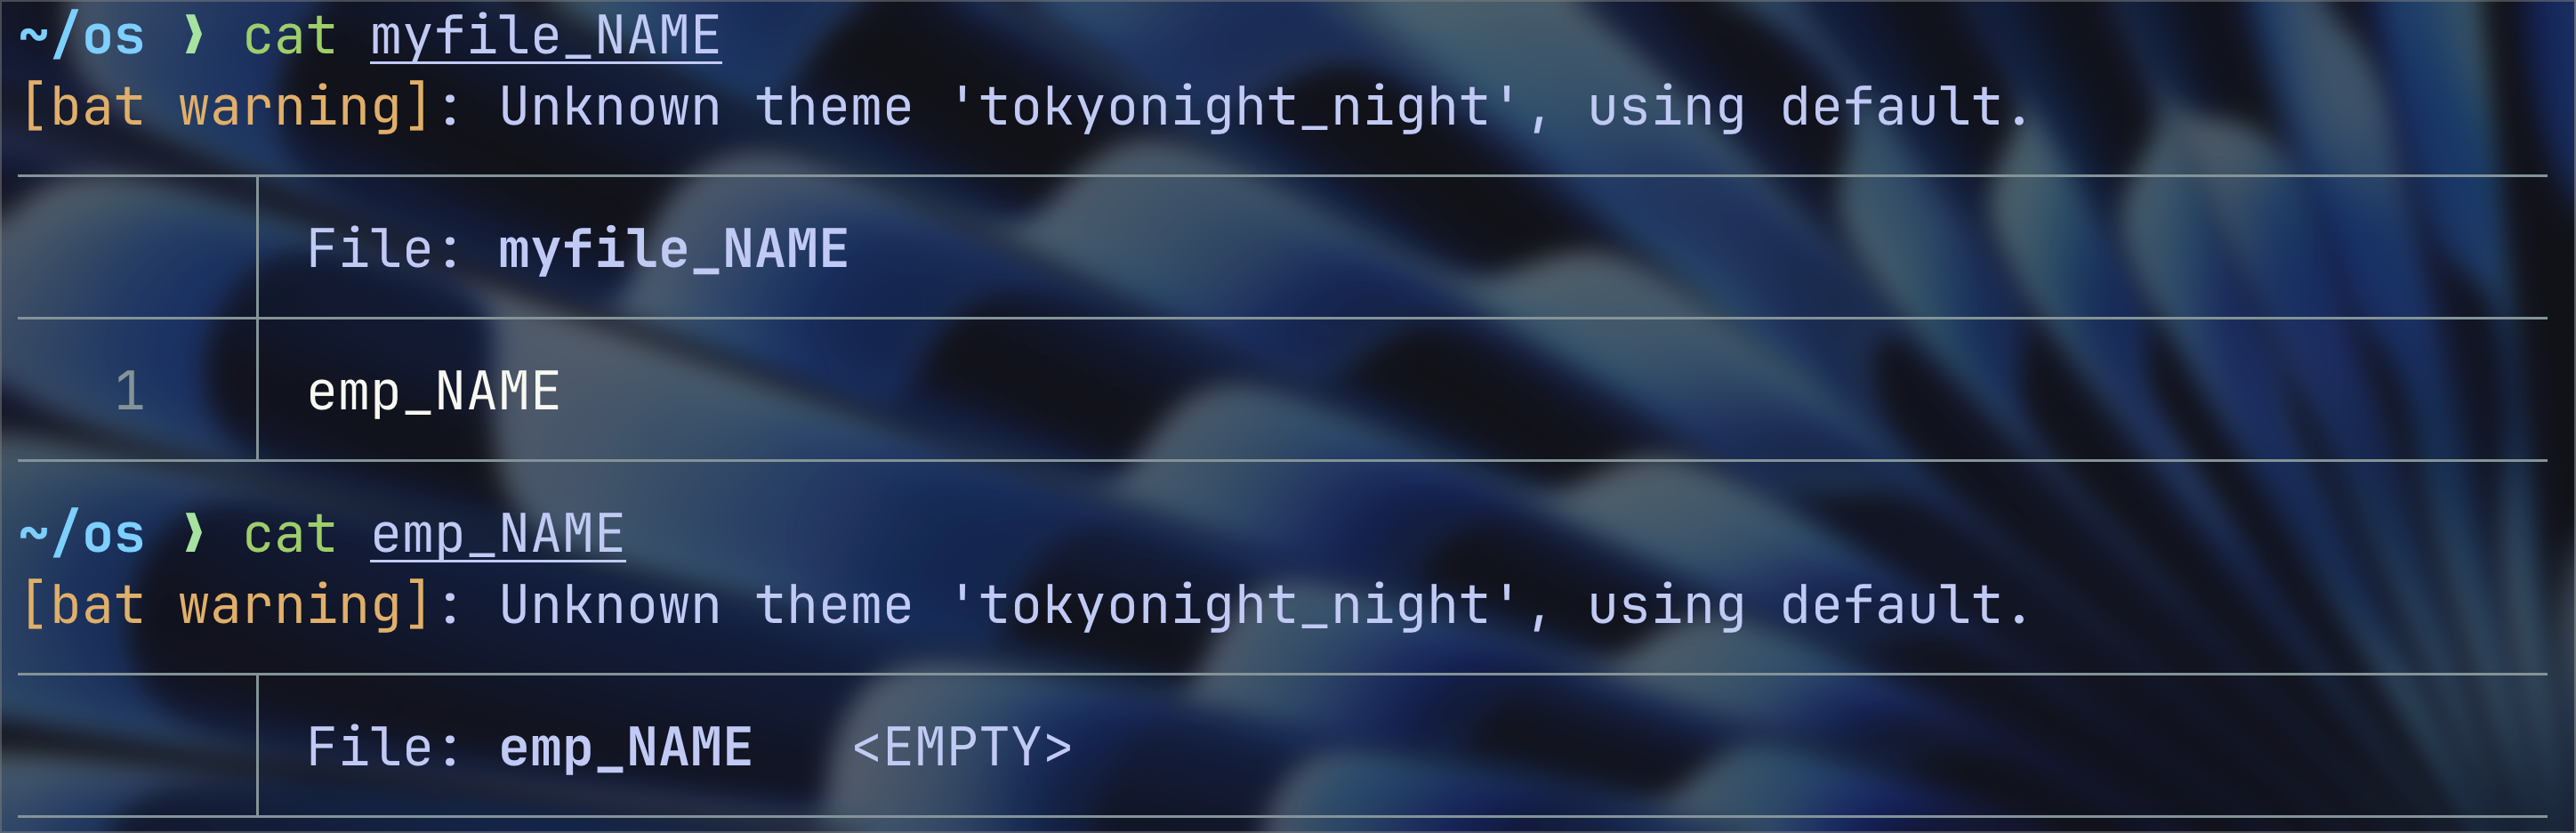 ~/os ❯ cat myfile_NAME
[bat warning]: Unknown theme 'tokyonight_night', using default.
File: myfile_NAME
1 emp_NAME
~/os ❯ cat emp_NAME
[bat warning]: Unknown theme 'tokyonight_night', using default.
File: emp_NAME <EMPTY>